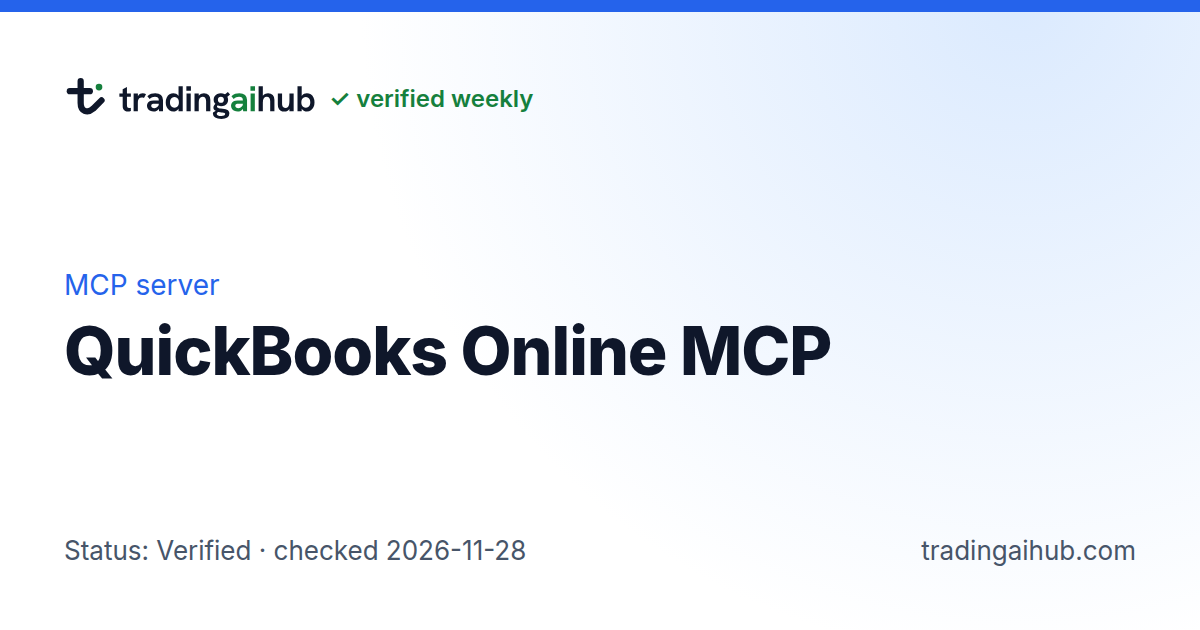 tradingaihub ✓ verified weekly
MCP server
QuickBooks Online MCP
Status: Verified · checked 2026-11-28
tradingaihub.com